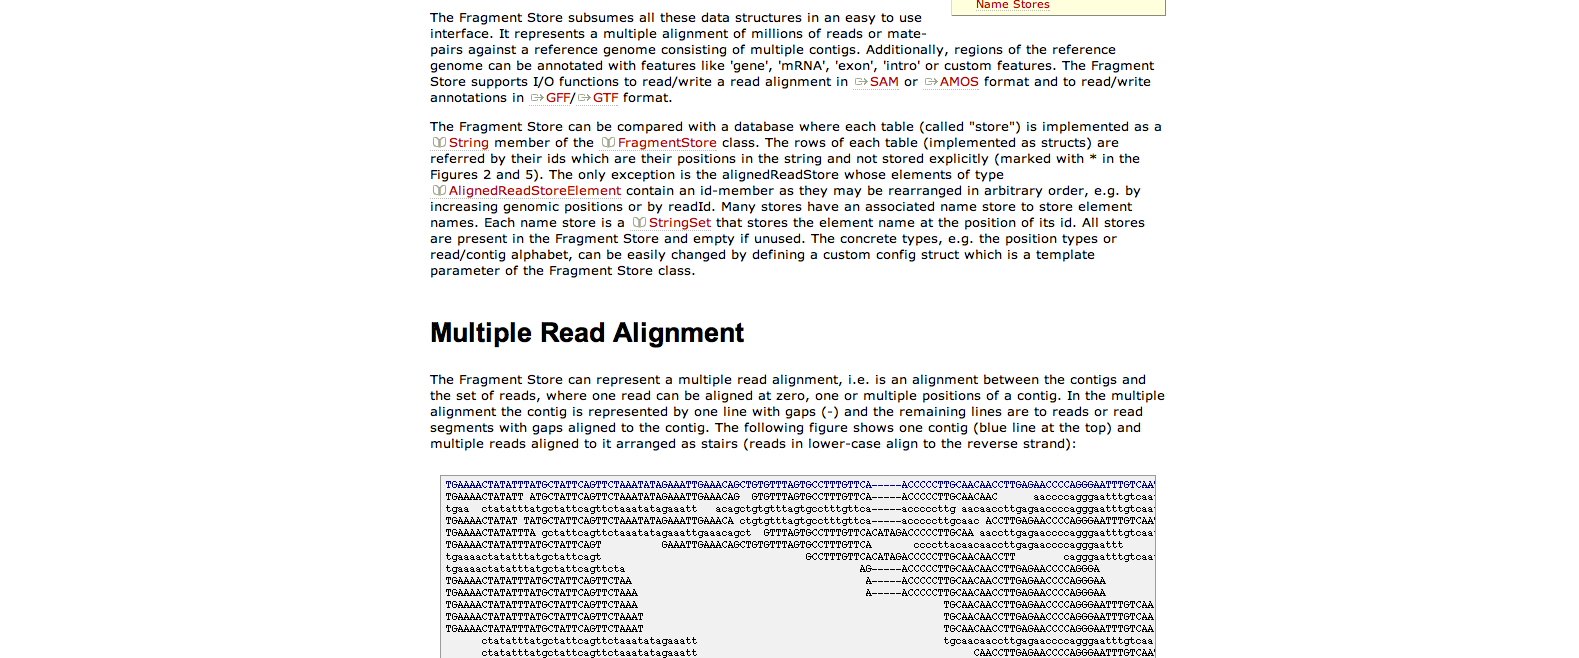 Name Stores
The Fragment Store subsumes all these data structures in an easy to use
interface. It represents a multiple alignment of millions of reads or mate-
pairs against a reference genome consisting of multiple contigs. Additionally, regions of the reference
genome can be annotated with features like 'gene', 'mRNA', 'exon', 'intro' or custom features. The Fragment
Store supports I/O functions to read/write a read alignment in SAM or AMOS format and to read/write
annotations in GFF/ GTF format.
The Fragment Store can be compared with a database where each table (called "store") is implemented as a
String member of the FragmentStore class. The rows of each table (implemented as structs) are
referred by their ids which are their positions in the string and not stored explicitly (marked with * in the
Figures 2 and 5). The only exception is the alignedReadStore whose elements of type
AlignedReadStoreElement contain an id-member as they may be rearranged in arbitrary order, e.g. by
increasing genomic positions or by readId. Many stores have an associated name store to store element
names. Each name store is a StringSet that stores the element name at the position of its id. All stores
are present in the Fragment Store and empty if unused. The concrete types, e.g. the position types or
read/contig alphabet, can be easily changed by defining a custom config struct which is a template
parameter of the Fragment Store class.
Multiple Read Alignment
The Fragment Store can represent a multiple read alignment, i.e. is an alignment between the contigs and
the set of reads, where one read can be aligned at zero, one or multiple positions of a contig. In the multiple
alignment the contig is represented by one line with gaps (-) and the remaining lines are to reads or read
segments with gaps aligned to the contig. The following figure shows one contig (blue line at the top) and
multiple reads aligned to it arranged as stairs (reads in lower-case align to the reverse strand):
TGAAAACTATATTTATGCTATTCAGTTCTAAATATAGAAATTGAAACAGCTGTGTTTAGTGCCTTTGTTCA-----ACCCCCTTGCAACAACCTTGAGAACCCCAGGGAATTTGTCAA
TGAAAACTATATT ATGCTATTCAGTTCTAAATATAGAAATTGAAACAG GTGTTTAGTGCCTTTGTTCA-----ACCCCCTTGCAACAAC aaccccagggaatttgtcaa
tgaa ctatatttatgctattcagttctaaatatagaaatt acagctgtgtttagtgcctttgttca-----acccccttg aacaaccttgagaaccccagggaatttgtcaa
TGAAAACTATAT TATGCTATTCAGTTCTAAATATAGAAATTGAAACA ctgtgtttagtgcctttgttca-----acccccttgcaac ACCTTGAGAACCCCAGGGAATTTGTCAA
TGAAAACTATATTTA gctattcagttctaaatatagaaattgaaacagct GTTTAGTGCCTTTGTTCACATAGACCCCCTTGCAA aaccttgagaaccccagggaatttgtcaa
TGAAAACTATATTTATGCTATTCAGT GAAATTGAAACAGCTGTGTTTAGTGCCTTTGTTCA ccccttacaacaaccttgagaaccccagggaattt
tgaaaactatatttatgctattcagt GCCTTTGTTCACATAGACCCCCTTGCAACAACCTT cagggaatttgtcaa
tgaaaactatatttatgctattcagttcta AG-----ACCCCCTTGCAACAACCTTGAGAACCCCAGGGA
TGAAAACTATATTTATGCTATTCAGTTCTAA A-----ACCCCCTTGCAACAACCTTGAGAACCCCAGGGAA
TGAAAACTATATTTATGCTATTCAGTTCTAAA A-----ACCCCCTTGCAACAACCTTGAGAACCCCAGGGAA
TGAAAACTATATTTATGCTATTCAGTTCTAAA TGCAACAACCTTGAGAACCCCAGGGAATTTGTCAA
TGAAAACTATATTTATGCTATTCAGTTCTAAAT TGCAACAACCTTGAGAACCCCAGGGAATTTGTCAA
TGAAAACTATATTTATGCTATTCAGTTCTAAAT TGCAACAACCTTGAGAACCCCAGGGAATTTGTCAA
ctatatttatgctattcagttctaaatatagaaatt tgcaacaaccttgagaaccccagggaatttgtcaa
ctatatttatgctattcagttctaaatatagaaatt CAACCTTGAGAACCCCAGGGAATTTGTCAA